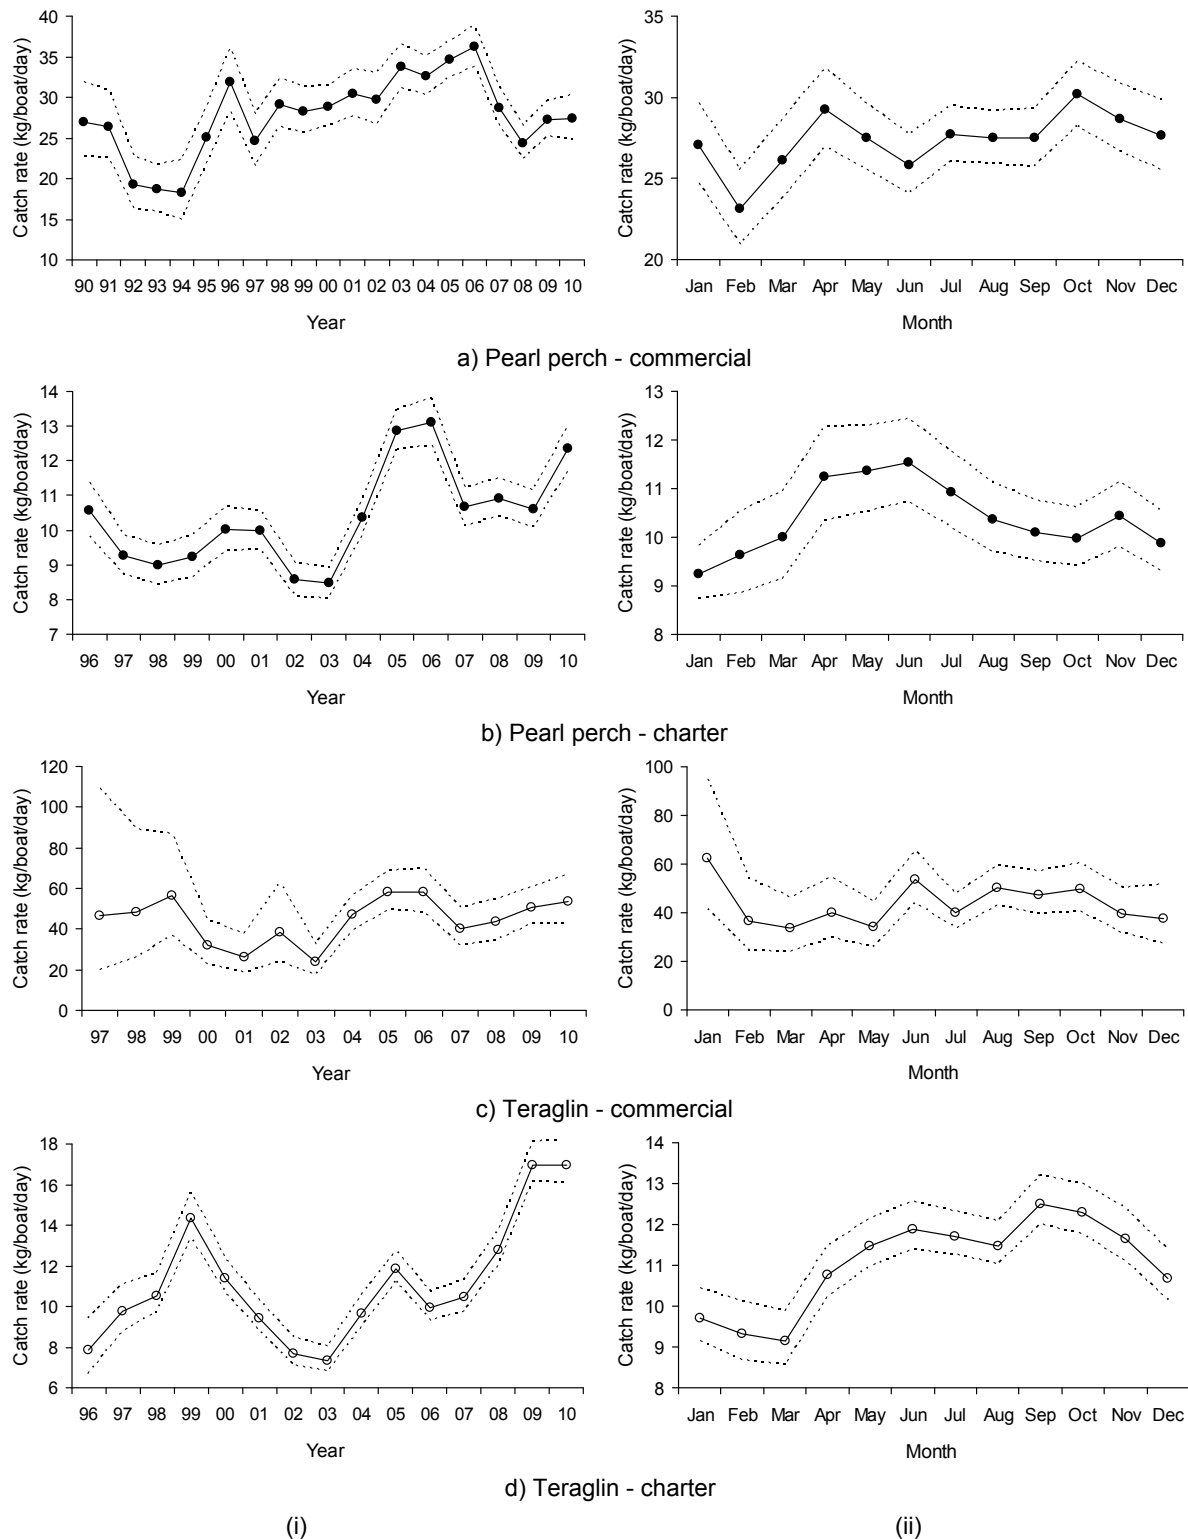 Catch rate (kg/boat/day)
40
35
30
25
20
15
10
90 91 92 93 94 95 96 97 98 99 00 01 02 03 04 05 06 07 08 09 10
Year
Catch rate (kg/boat/day)
35
30
25
20
Jan Feb Mar Apr May Jun Jul Aug Sep Oct Nov Dec
Month
a) Pearl perch - commercial
Catch rate (kg/boat/day)
14
13
12
11
10
9
8
7
96 97 98 99 00 01 02 03 04 05 06 07 08 09 10
Year
Catch rate (kg/boat/day)
13
12
11
10
9
8
Jan Feb Mar Apr May Jun Jul Aug Sep Oct Nov Dec
Month
b) Pearl perch - charter
Catch rate (kg/boat/day)
120
100
80
60
40
20
0
97 98 99 00 01 02 03 04 05 06 07 08 09 10
Year
Catch rate (kg/boat/day)
100
80
60
40
20
0
Jan Feb Mar Apr May Jun Jul Aug Sep Oct Nov Dec
Month
c) Teraglin - commercial
Catch rate (kg/boat/day)
18
16
14
12
10
8
6
96 97 98 99 00 01 02 03 04 05 06 07 08 09 10
Year
Catch rate (kg/boat/day)
14
13
12
11
10
9
8
Jan Feb Mar Apr May Jun Jul Aug Sep Oct Nov Dec
Month
d) Teraglin - charter
(i) (ii)